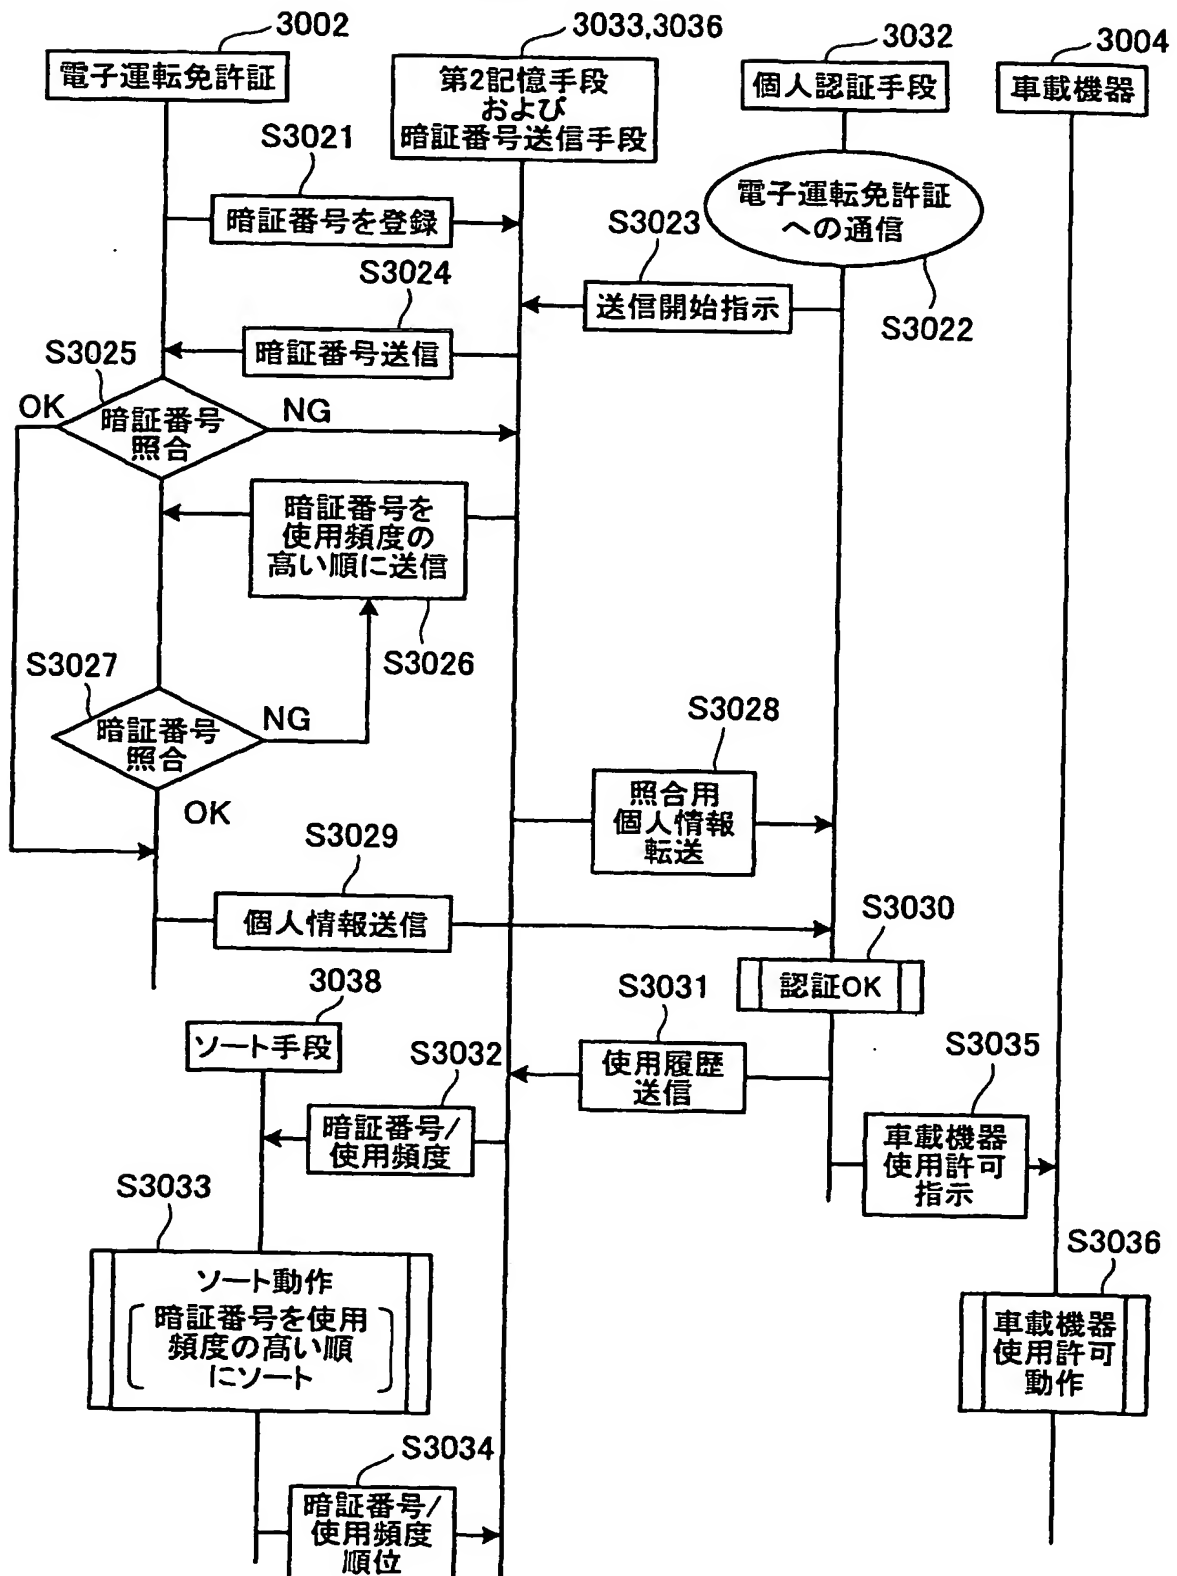 3002
電子運転免許証
3033,3036
第2記憶手段
および
暗証番号送信手段
3032
個人認証手段
3004
車載機器
S3021
暗証番号を登録
電子運転免許証
への通信
S3022
S3023
送信開始指示
S3024
暗証番号送信
S3025
OK
暗証番号
照合
NG
暗証番号を
使用頻度の
高い順に送信
S3026
S3027
暗証番号
照合
NG
OK
S3028
照合用
個人情報
転送
S3029
個人情報送信
S3030
認証OK
3038
ソート手段
S3031
使用履歴
送信
S3032
暗証番号/
使用頻度
S3035
車載機器
使用許可
指示
S3033
ソート動作
暗証番号を使用
頻度の高い順
にソート
S3036
車載機器
使用許可
動作
S3034
暗証番号/
使用頻度
順位